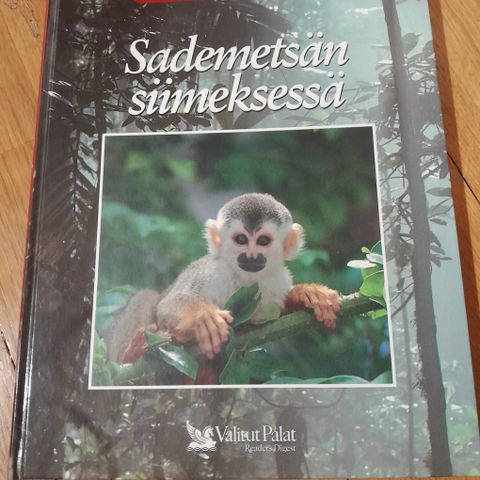 Sademetsän
siimeksessä
Valitut Palat
Reader's Digest